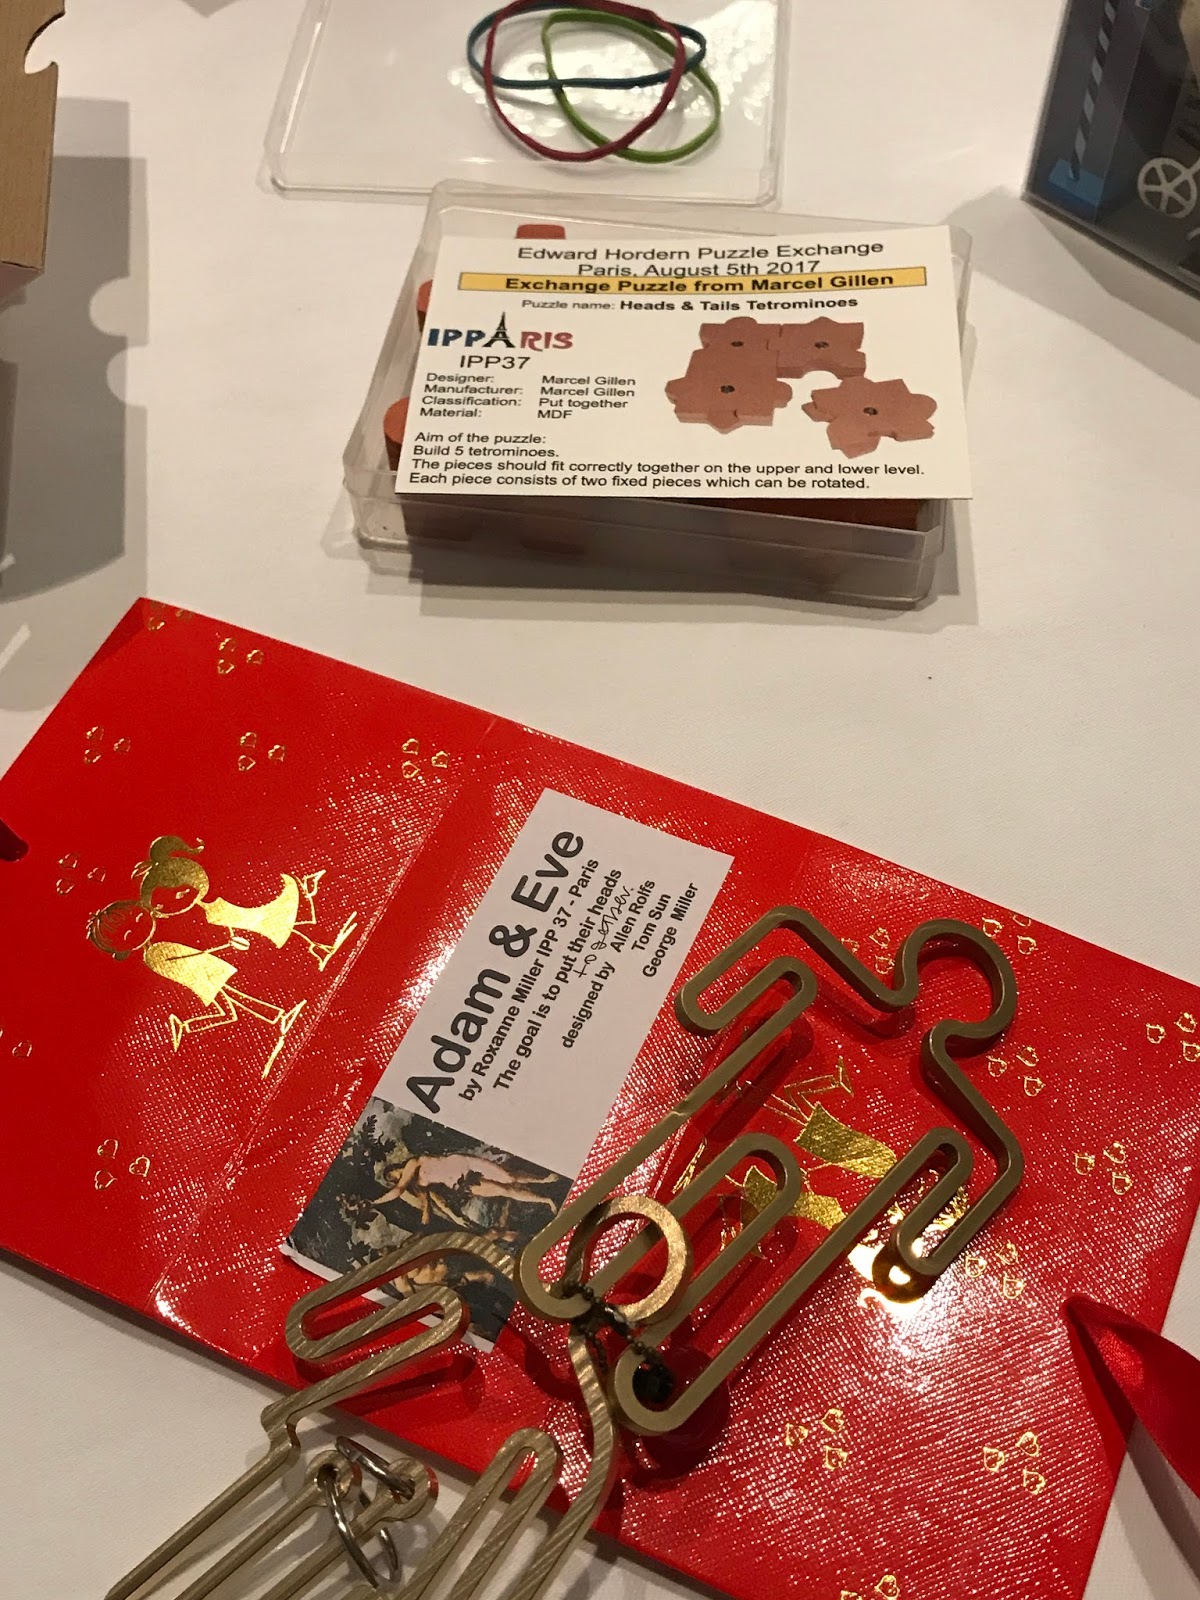 Edward Hordern Puzzle Exchange
Paris, August 5th 2017
Exchange Puzzle from Marcel Gillen
Puzzle name: Heads & Tails Tetrominoes
IPPARIS
IPP37
Designer: Marcel Gillen
Manufacturer: Marcel Gillen
Classification: Put together
Material: MDF
Aim of the puzzle:
Build 5 tetrominoes.
The pieces should fit correctly together on the upper and lower level.
Each piece consists of two fixed pieces which can be rotated.
Adam & Eve
by Roxanne Miller IPP 37 - Paris
The goal is to put their heads
together.
designed by Allen Rolfs
Tom Sun
George Miller